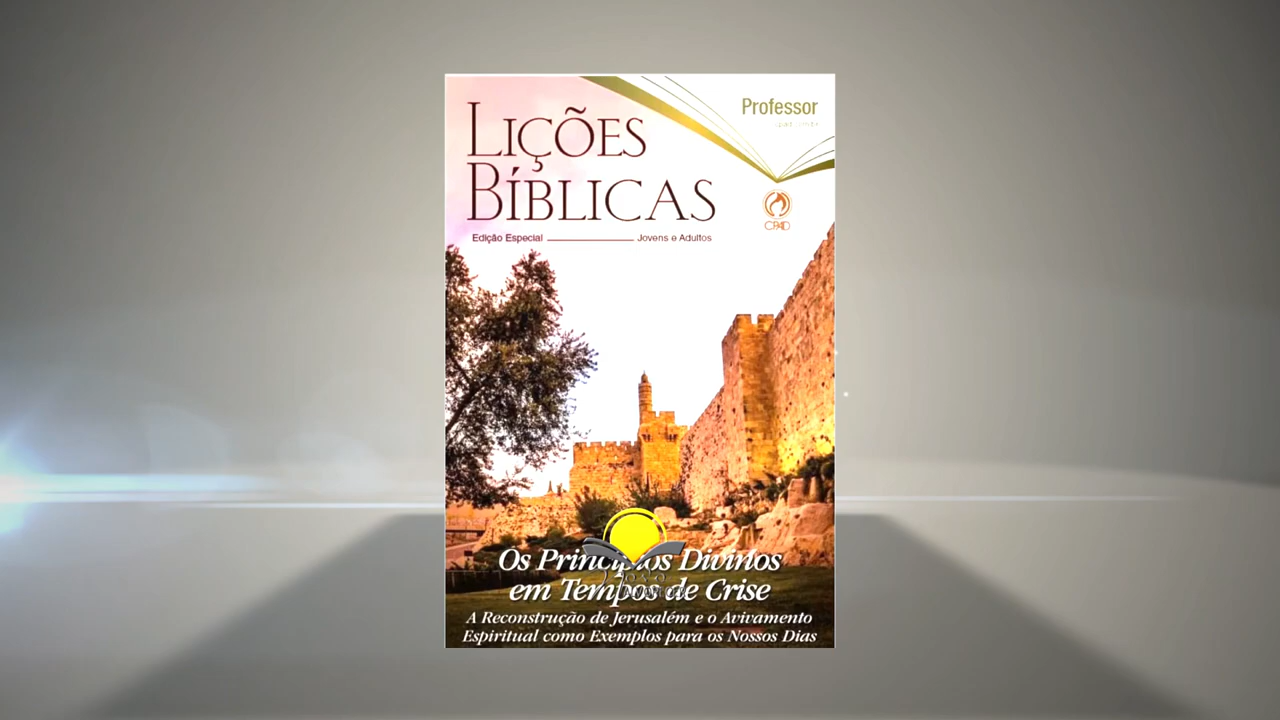 Professor
LIÇÕES
BÍBLICAS
CPAD
Edição Especial
Jovens e Adultos
Os Princípios Divinos
em Tempos de Crise
A Reconstrução de Jerusalém e o Avivamento
Espiritual como Exemplos para os Nossos Dias